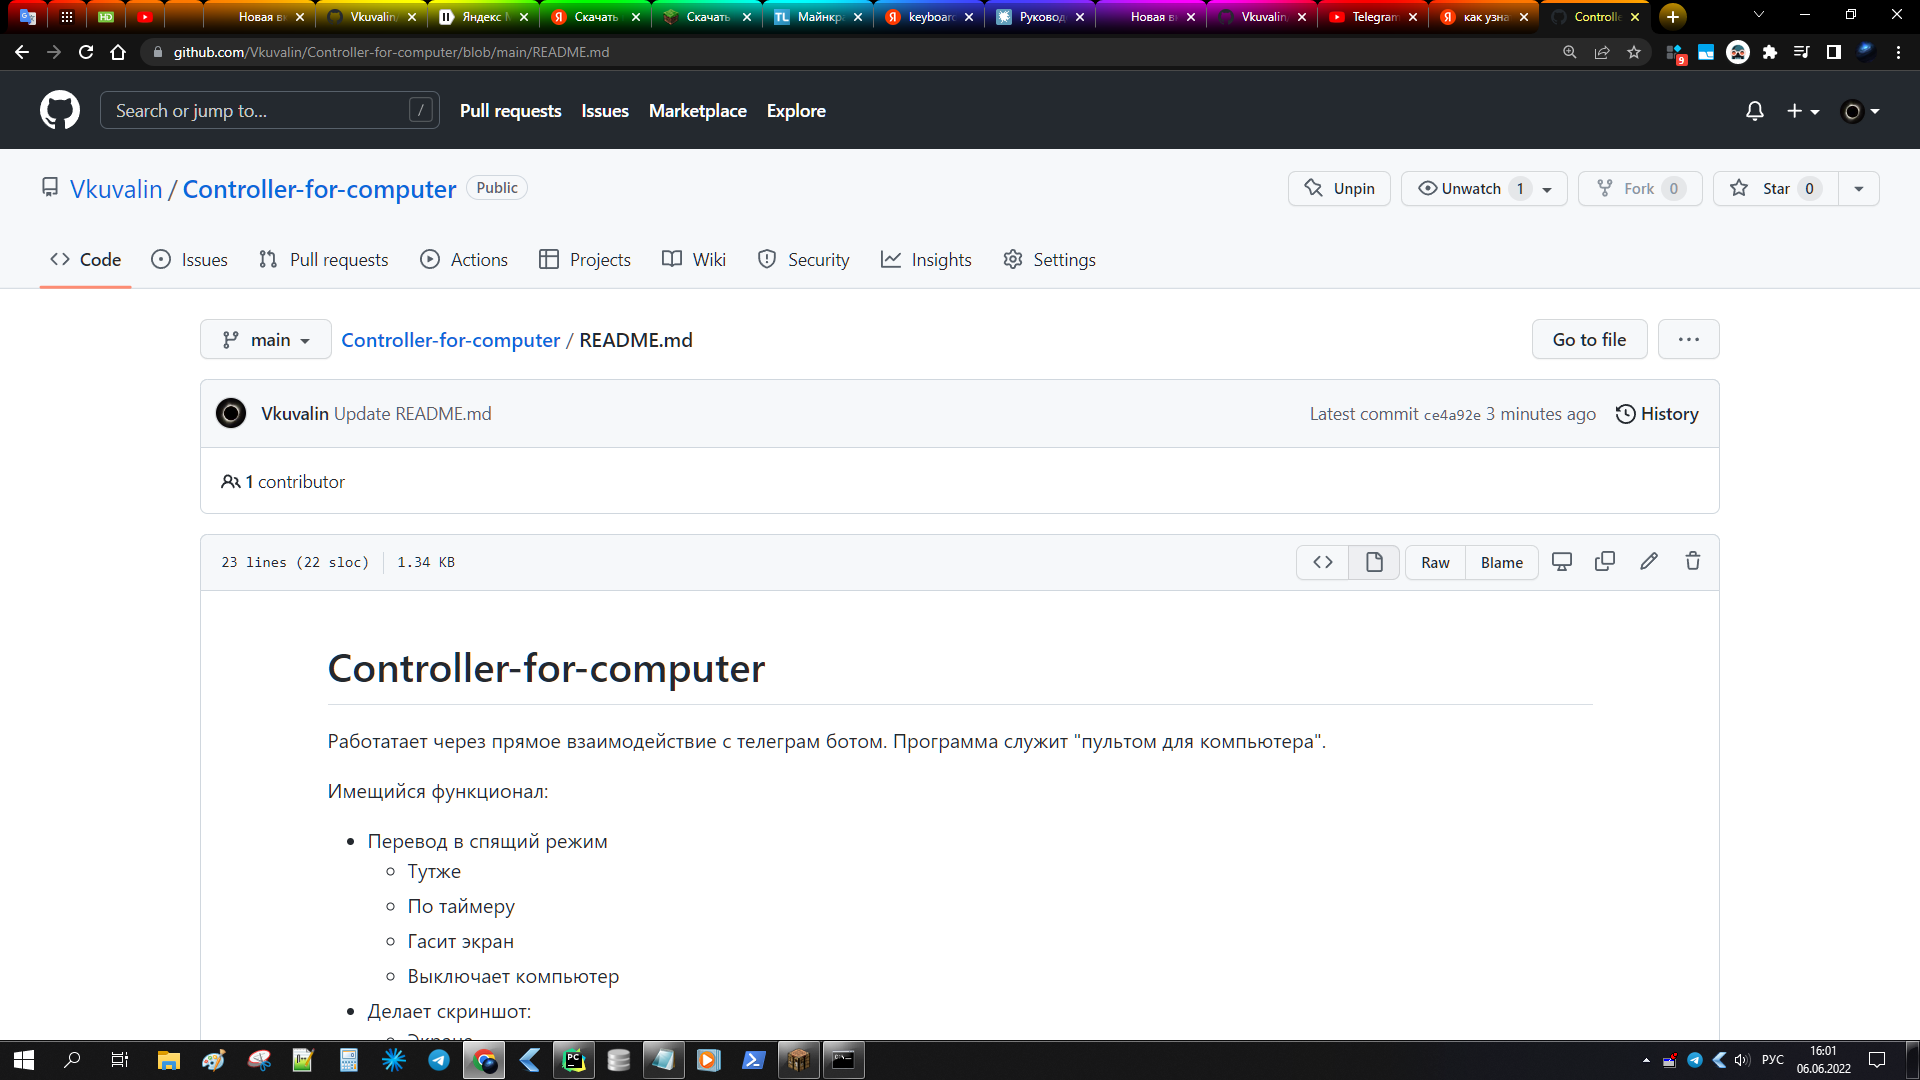 Новая вк
Vkuvalin/
Яндекс М
Скачать
Скачать
TL Майнкра
keyboard
Руковод
Новая вк
Vkuvalin/
Telegram
как узна
Controlle
github.com/Vkuvalin/Controller-for-computer/blob/main/README.md
9
Search or jump to... /
Pull requests Issues Marketplace Explore
Vkuvalin / Controller-for-computer Public
Unpin Unwatch 1 Fork 0 Star 0
Code Issues Pull requests Actions Projects Wiki Security Insights Settings
main Controller-for-computer / README.md Go to file ...
Vkuvalin Update README.md Latest commit ce4a92e 3 minutes ago History
1 contributor
23 lines (22 sloc) 1.34 KB Raw Blame
Controller-for-computer
Работатает через прямое взаимодействие с телеграм ботом. Программа служит "пультом для компьютера".
Имещийся функционал:
Перевод в спящий режим
Тутже
По таймеру
Гасит экран
Выключает компьютер
Делает скриншот:
РУС
16:01
06.06.2022